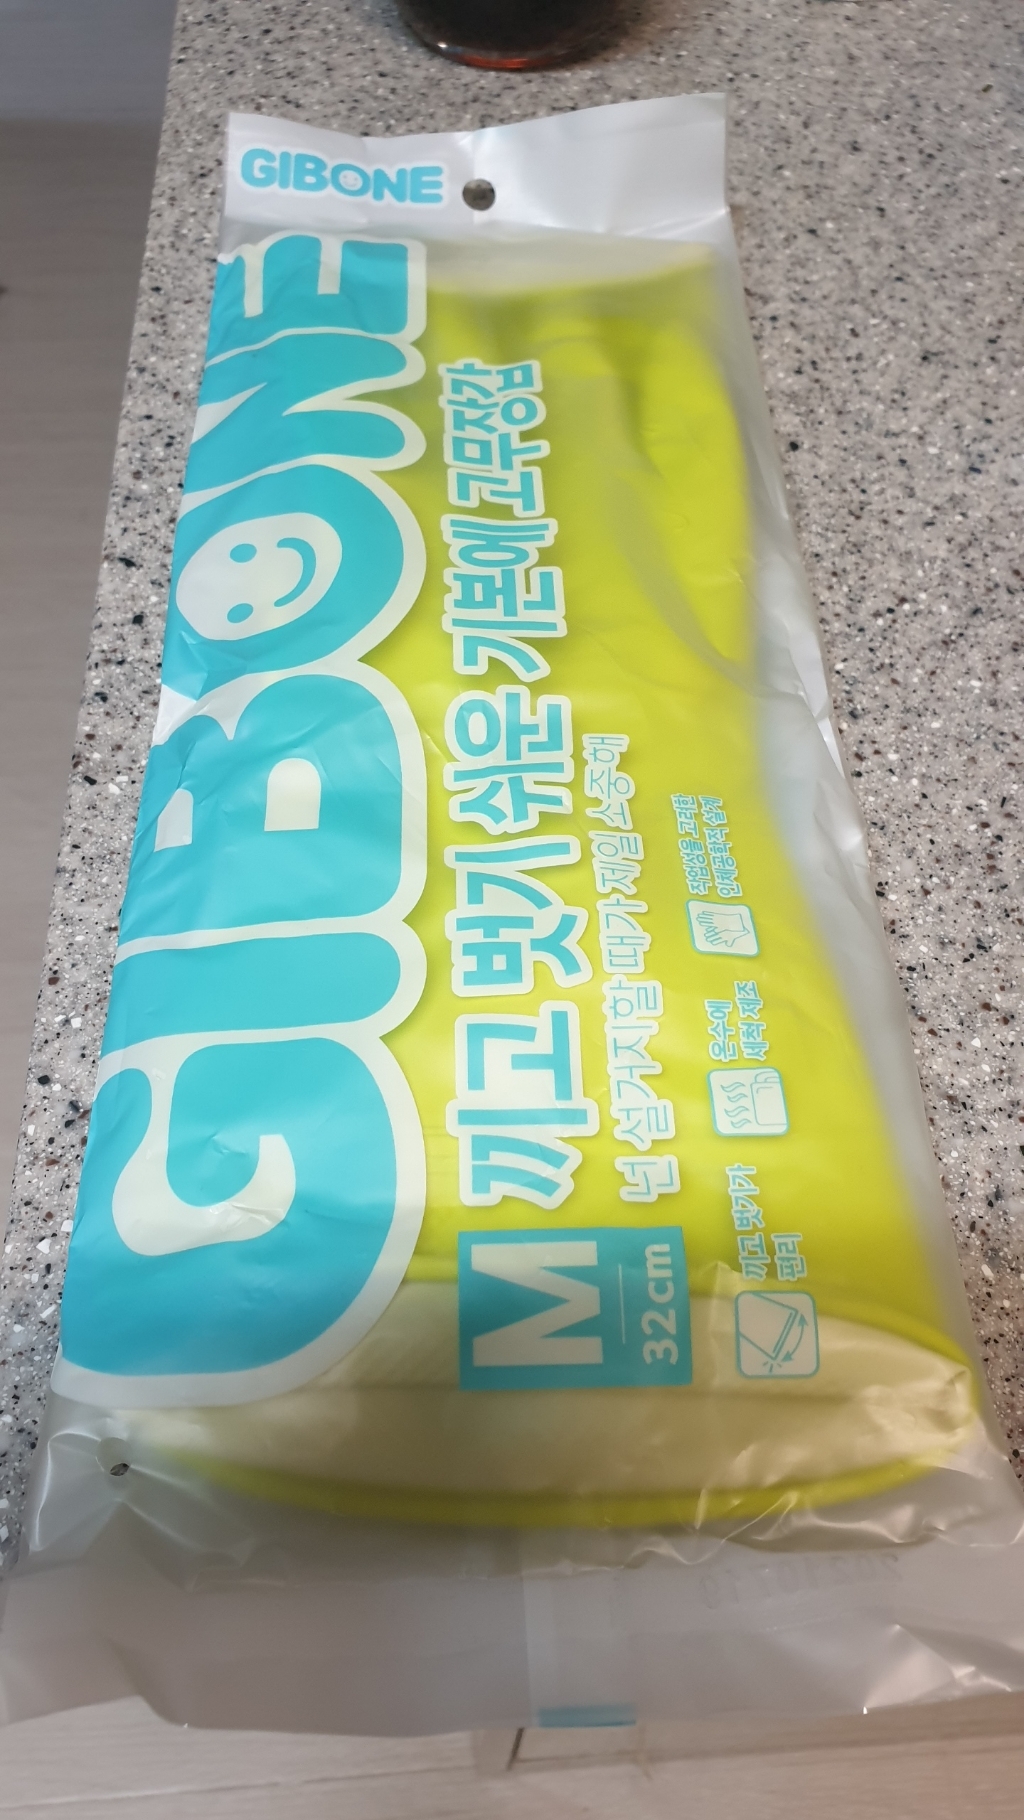 GIBONE
GIBONE
끼고 벗기 쉬운 기본에 고무장갑
넌 설거지할 때가 제일 소중해
M
32cm
끼고 벗기가
편리
온수에
세척 제조
작업성을 고려한
인체공학적 설계